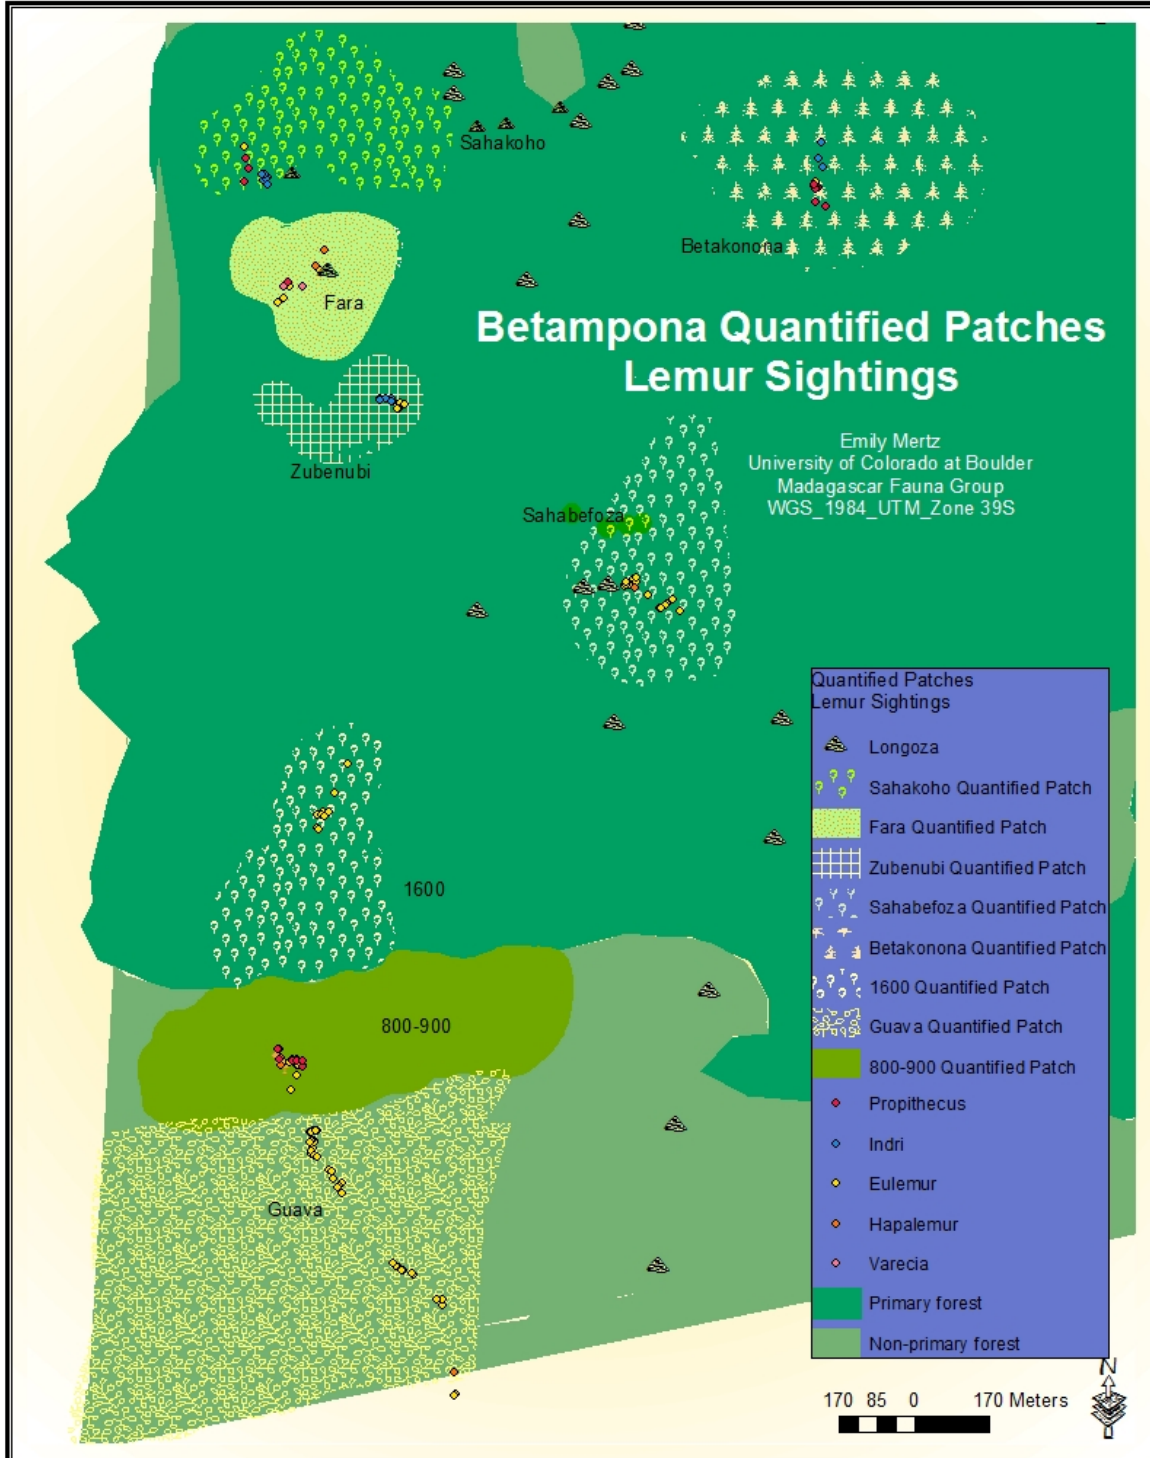 Sahakoho
Betakonona
Fara
Betampona Quantified Patches
Lemur Sightings
Emily Mertz
University of Colorado at Boulder
Madagascar Fauna Group
WGS_1984_UTM_Zone 39S
Zubenubi
Sahabefoza
Quantified Patches
Lemur Sightings
Longoza
Sahakoho Quantified Patch
Fara Quantified Patch
Zubenubi Quantified Patch
Sahabefoza Quantified Patch
Betakonona Quantified Patch
1600 Quantified Patch
Guava Quantified Patch
800-900 Quantified Patch
Propithecus
Indri
Eulemur
Hapalemur
Varecia
Primary forest
Non-primary forest
1600
800-900
Guava
N
170 85 0 170 Meters